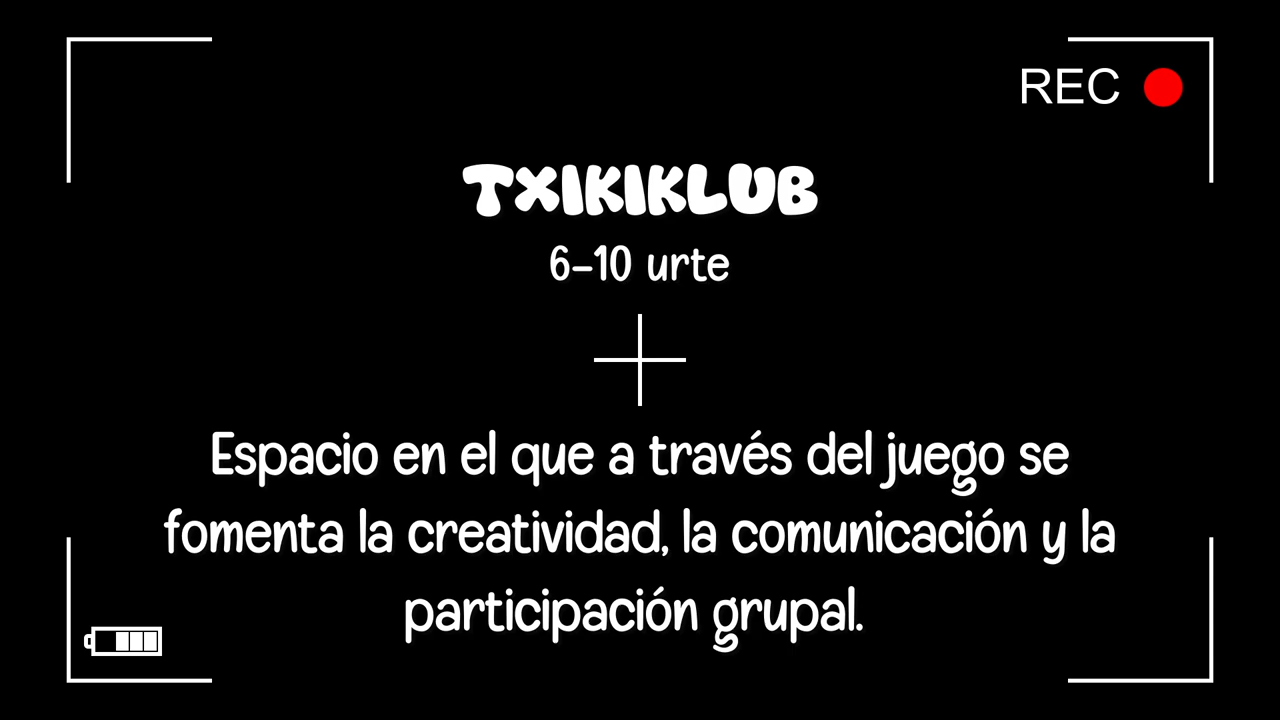 REC
TXIKIKLUB
6-10 urte
Espacio en el que a través del juego se
fomenta la creatividad, la comunicación y la
participación grupal.